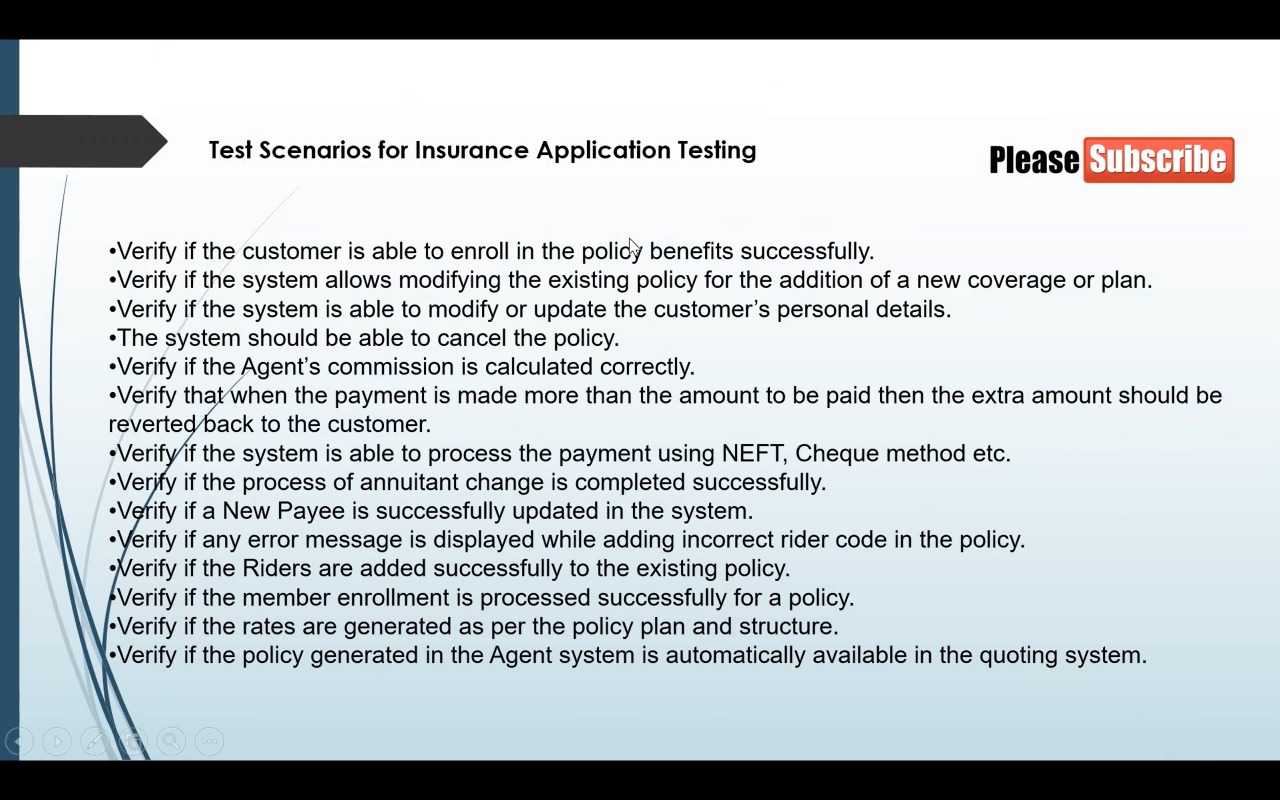 Test Scenarios for Insurance Application Testing
Please Subscribe
•Verify if the customer is able to enroll in the policy benefits successfully.
•Verify if the system allows modifying the existing policy for the addition of a new coverage or plan.
•Verify if the system is able to modify or update the customer’s personal details.
•The system should be able to cancel the policy.
•Verify if the Agent’s commission is calculated correctly.
•Verify that when the payment is made more than the amount to be paid then the extra amount should be
reverted back to the customer.
•Verify if the system is able to process the payment using NEFT, Cheque method etc.
•Verify if the process of annuitant change is completed successfully.
•Verify if a New Payee is successfully updated in the system.
•Verify if any error message is displayed while adding incorrect rider code in the policy.
•Verify if the Riders are added successfully to the existing policy.
•Verify if the member enrollment is processed successfully for a policy.
•Verify if the rates are generated as per the policy plan and structure.
•Verify if the policy generated in the Agent system is automatically available in the quoting system.